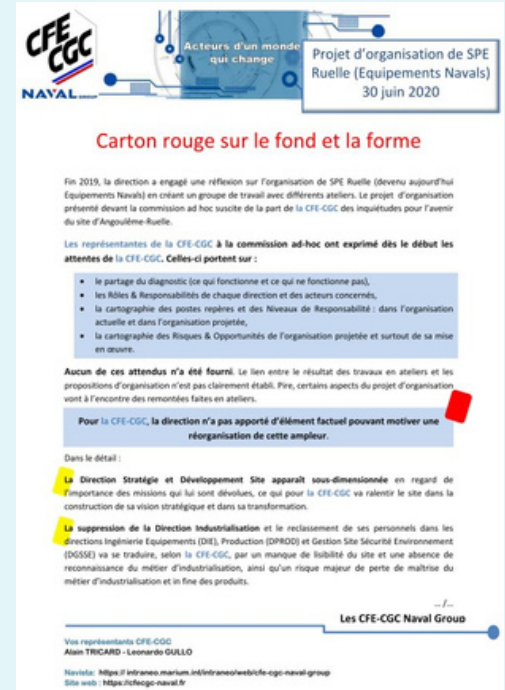 CFE
CGC
NAVAL GROUP
Acteurs d'un monde
qui change
Projet d'organisation de SPE
Ruelle (Equipements Navals)
30 juin 2020
Carton rouge sur le fond et la forme
Fin 2019, la direction a engagé une réflexion sur l'organisation de SPE Ruelle (devenu aujourd'hui
Equipements Navals) en créant un groupe de travail avec différents ateliers. Le projet d'organisation
présenté devant la commission ad hoc suscite de la part de la CFE-CGC des inquiétudes pour l'avenir
du site d'Angoulême-Ruelle.
Les représentantes de la CFE-CGC à la commission ad-hoc ont exprimé dès le début les
attentes de la CFE-CGC. Celles-ci portent sur :
• le partage du diagnostic (ce qui fonctionne et ce qui ne fonctionne pas),
• les Rôles & Responsabilités de chaque direction et des acteurs concernés,
• la cartographie des postes repères et des Niveaux de Responsabilité : dans l'organisation
actuelle et dans l'organisation projetée,
• la cartographie des Risques & Opportunités de l'organisation projetée et surtout de sa mise
en œuvre.
Aucun de ces attendus n'a été fourni. Le lien entre le résultat des travaux en ateliers et les
propositions d'organisation n'est pas clairement établi. Pire, certains aspects du projet d'organisation
vont à l'encontre des remontées faites en ateliers.
Pour la CFE-CGC, la direction n'a pas apporté d'élément factuel pouvant motiver une
réorganisation de cette ampleur.
Dans le détail :
La Direction Stratégie et Développement Site apparaît sous-dimensionnée en regard de
l'importance des missions qui lui sont dévolues, ce qui pour la CFE-CGC va ralentir le site dans la
construction de sa vision stratégique et dans sa transformation.
La suppression de la Direction Industrialisation et le reclassement de ses personnels dans les
directions Ingénierie Equipements (DIE), Production (DPROD) et Gestion Site Sécurité Environnement
(DGSSE) va se traduire, selon la CFE-CGC, par un manque de lisibilité du site et une absence de
reconnaissance du métier d'industrialisation, ainsi qu'un risque majeur de perte de maîtrise du
métier d'industrialisation et in fine des produits.
.../...
Les CFE-CGC Naval Group
Vos représentants CFE-CGC
Alain TRICARD - Leonardo GULLO
Navista: https:// intraneo.marium.int/intraneo/web/cfe-cgc-naval-group
Site web : https://cfecgc-naval.fr